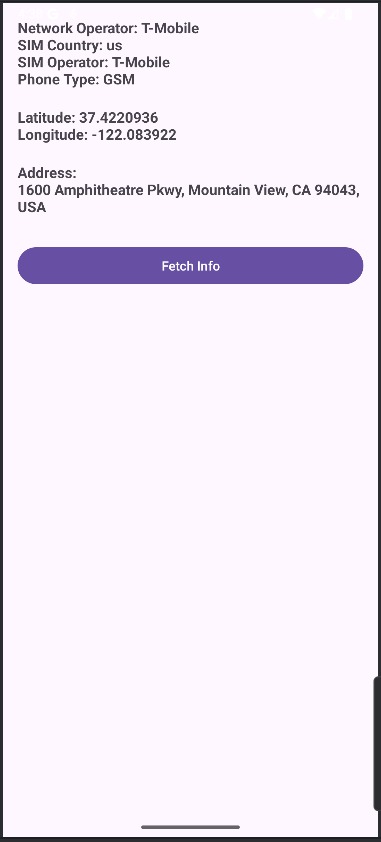 Network Operator: T-Mobile
SIM Country: us
SIM Operator: T-Mobile
Phone Type: GSM
Latitude: 37.4220936
Longitude: -122.083922
Address:
1600 Amphitheatre Pkwy, Mountain View, CA 94043,
USA
Fetch Info